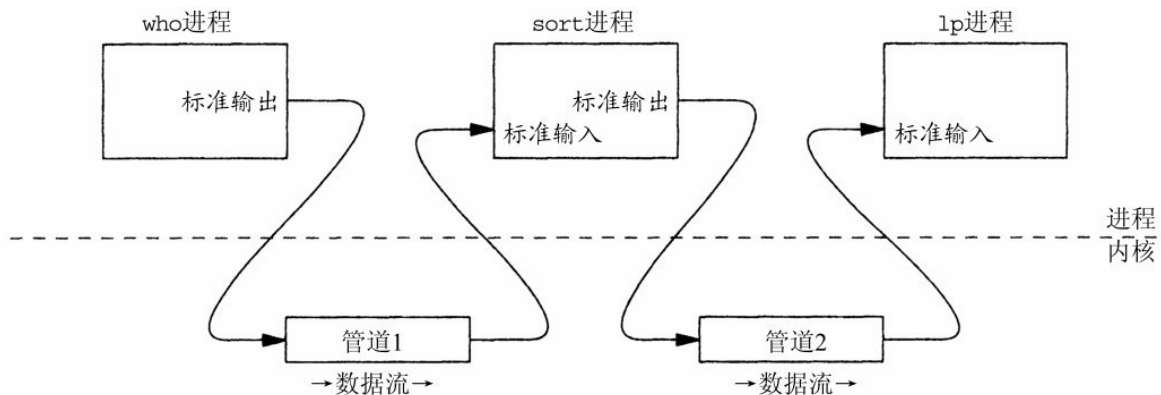 who进程
sort进程
lp进程
标准输出
标准输出
标准输入
标准输入
进程
内核
管道1
管道2
→数据流→
→数据流→